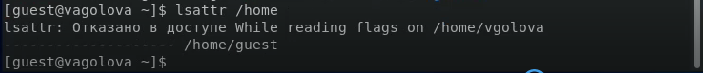 [guest@vagolova ~]$ lsattr /home
lsattr: Отказано в доступе While reading flags on /home/vgolova
-------------------- /home/guest
[guest@vagolova ~]$